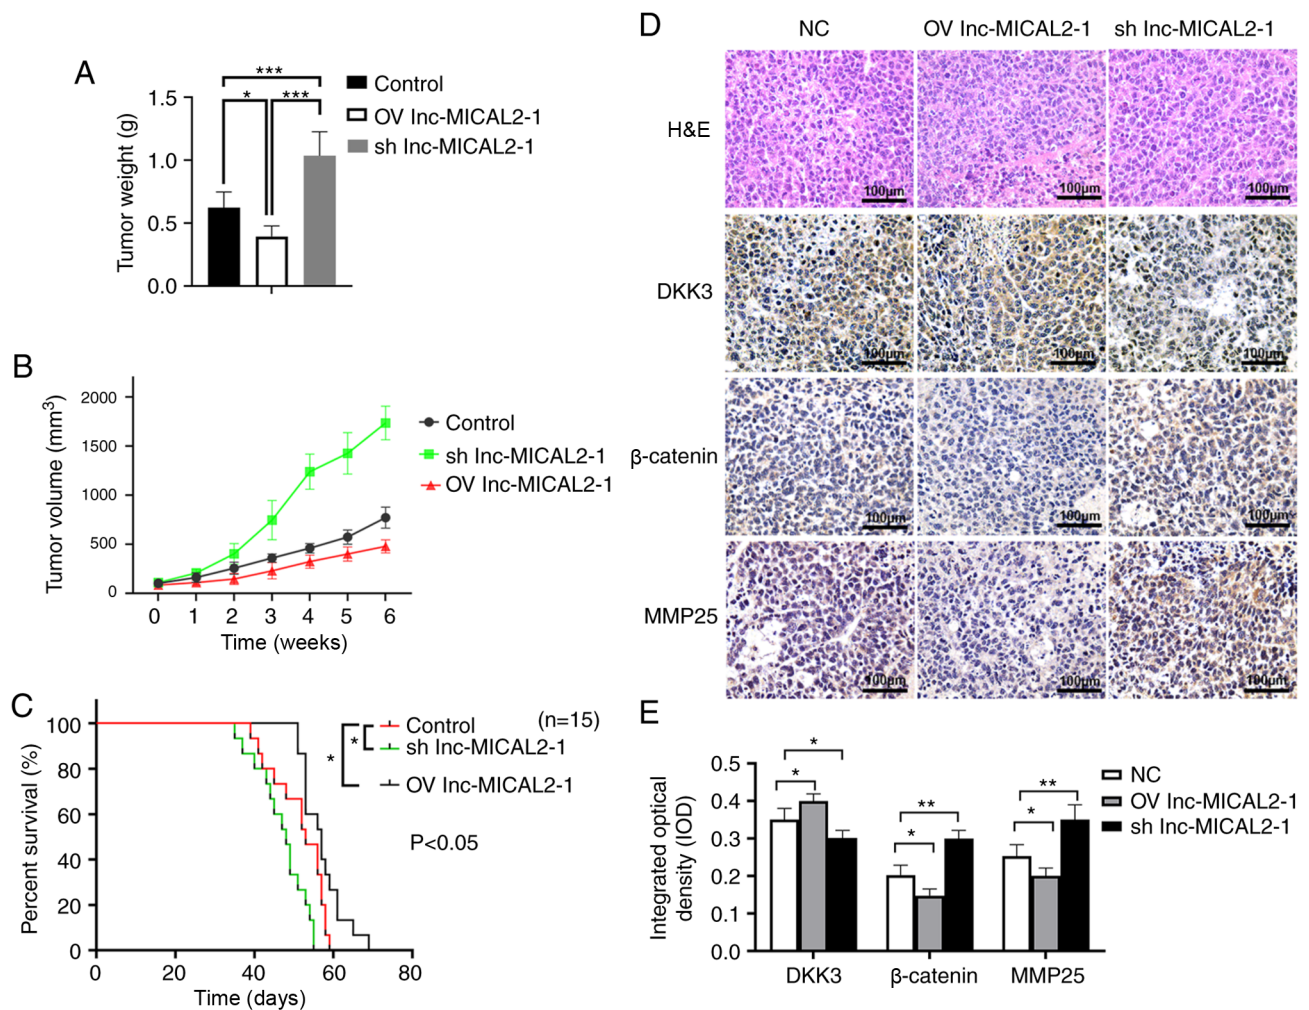 A
***
*
***
Control
OV lnc-MICAL2-1
sh lnc-MICAL2-1
Tumor weight (g)
1.5
1.0
0.5
0.0
B
Tumor volume (mm³)
2000
1500
1000
500
0
0 1 2 3 4 5 6
Time (weeks)
Control
sh lnc-MICAL2-1
OV lnc-MICAL2-1
C
Percent survival (%)
100
80
60
40
20
0
0 20 40 60 80
Time (days)
*
*
Control (n=15)
sh lnc-MICAL2-1
OV lnc-MICAL2-1
P<0.05
D
NC OV lnc-MICAL2-1 sh lnc-MICAL2-1
H&E
100μm 100μm 100μm
DKK3
100μm 100μm 100μm
β-catenin
100μm 100μm 100μm
MMP25
100μm 100μm 100μm
E
Integrated optical
density (IOD)
0.5
0.4
0.3
0.2
0.1
0.0
*
*
**
*
**
*
DKK3 β-catenin MMP25
NC
OV lnc-MICAL2-1
sh lnc-MICAL2-1